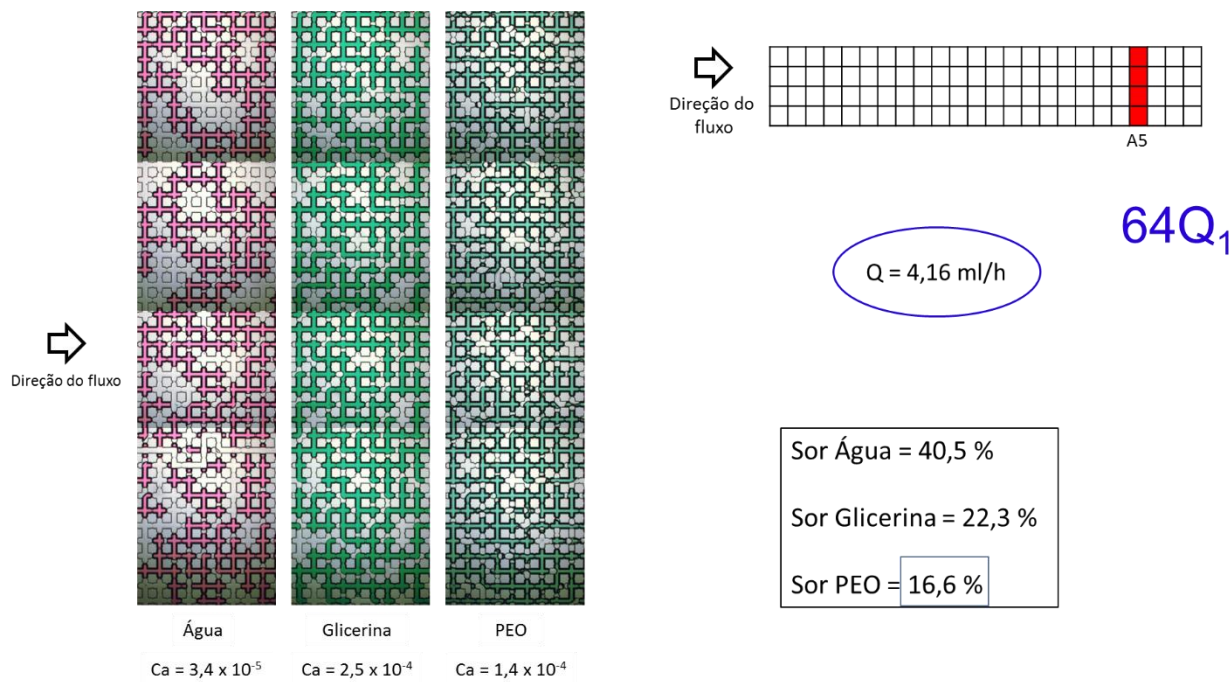 Direção do fluxo
Água
Glicerina
PEO
Ca = 3,4 x 10⁻⁵
Ca = 2,5 x 10⁻⁴
Ca = 1,4 x 10⁻⁴
Direção do
fluxo
A5
64Q₁
Q = 4,16 ml/h
Sor Água = 40,5 %
Sor Glicerina = 22,3 %
Sor PEO = 16,6 %